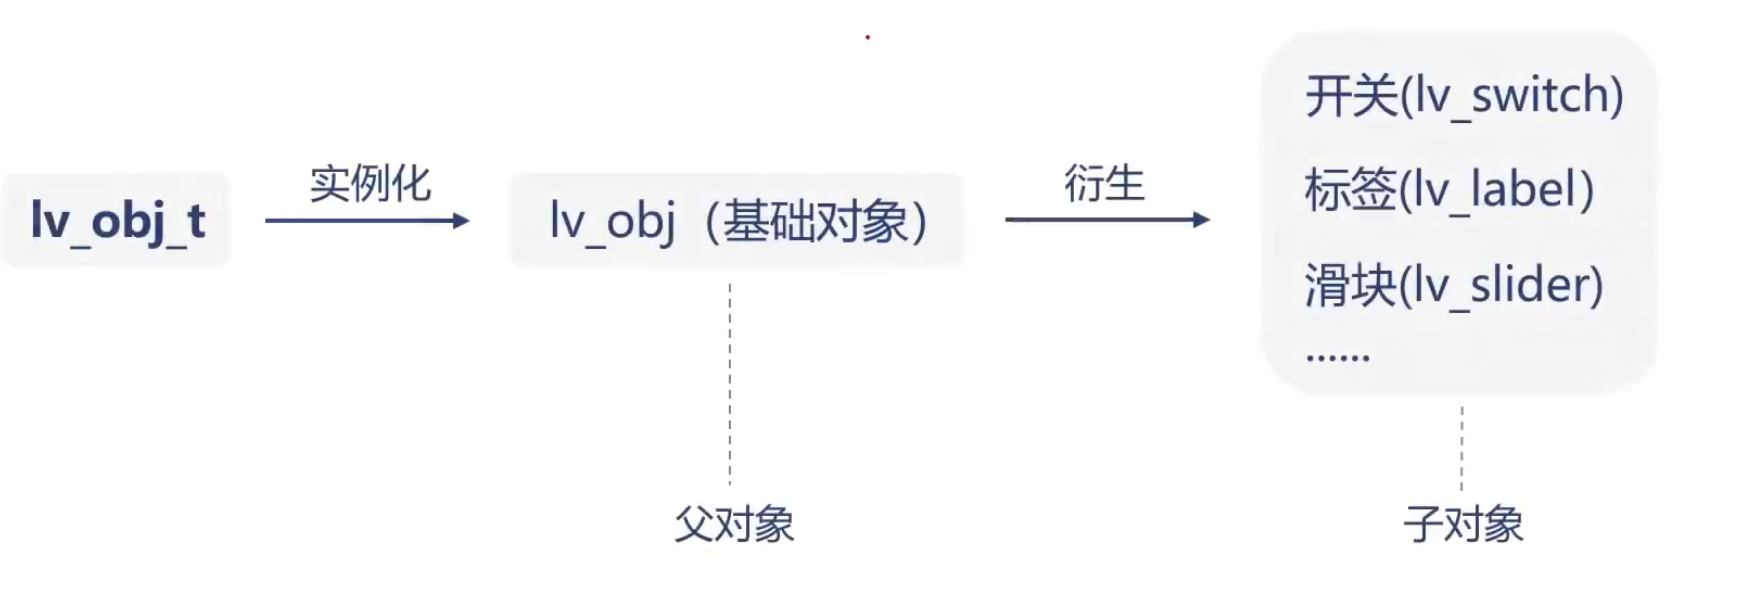 lv_obj_t
实例化
lv_obj（基础对象）
衍生
开关(lv_switch)
标签(lv_label)
滑块(lv_slider)
......
父对象
子对象